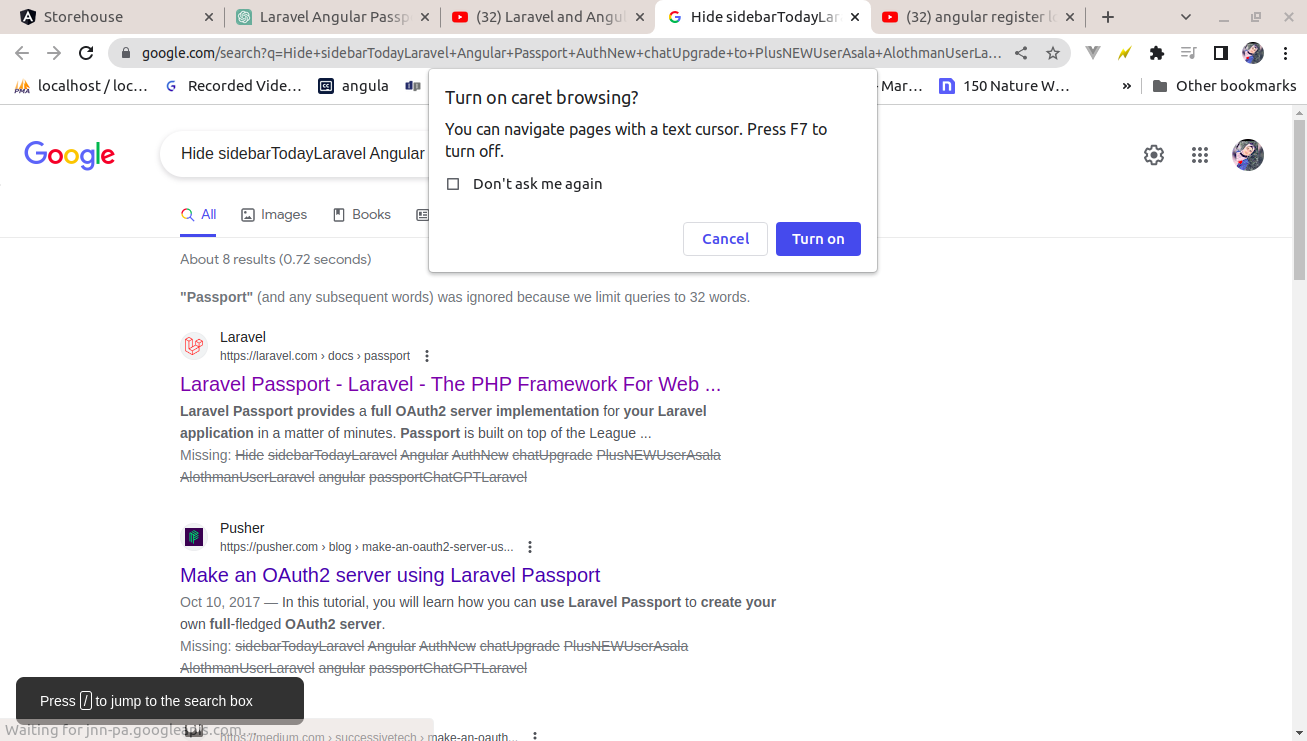 Storehouse
Laravel Angular Passp
(32) Laravel and Angul
Hide sidebarTodayLar
(32) angular register lo
google.com/search?q=Hide+sidebarTodayLaravel+Angular+Passport+AuthNew+chatUpgrade+to+PlusNEWUserAsala+AlothmanUserLa...
localhost / loc...
Recorded Vide...
angula
Mar...
150 Nature W...
»
Other bookmarks
Turn on caret browsing?
You can navigate pages with a text cursor. Press F7 to
turn off.
Don't ask me again
Cancel
Turn on
Google
Hide sidebarTodayLaravel Angular
All
Images
Books
About 8 results (0.72 seconds)
"Passport" (and any subsequent words) was ignored because we limit queries to 32 words.
Laravel
https://laravel.com › docs › passport
Laravel Passport - Laravel - The PHP Framework For Web ...
Laravel Passport provides a full OAuth2 server implementation for your Laravel
application in a matter of minutes. Passport is built on top of the League ...
Missing: Hide sidebarTodayLaravel Angular AuthNew chatUpgrade PlusNEWUserAsala
AlothmanUserLaravel angular passportChatGPTLaravel
Pusher
https://pusher.com › blog › make-an-oauth2-server-us...
Make an OAuth2 server using Laravel Passport
Oct 10, 2017 — In this tutorial, you will learn how you can use Laravel Passport to create your
own full-fledged OAuth2 server.
Missing: sidebarTodayLaravel Angular AuthNew chatUpgrade PlusNEWUserAsala
AlothmanUserLaravel angular passportChatGPTLaravel
Press / to jump to the search box
Waiting for jnn-pa.googleapis.com...
https://medium.com › successivetech › make-an-oauth...